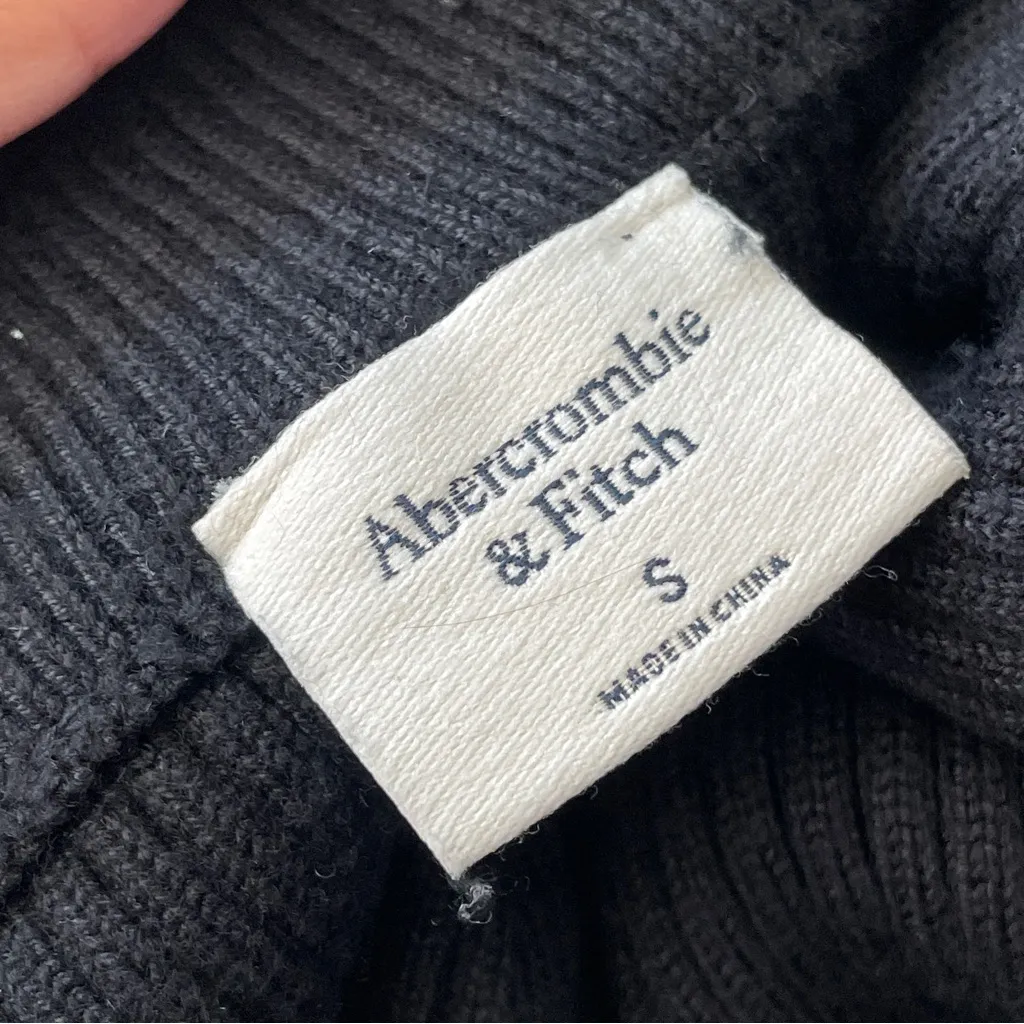 Abercrombie
& Fitch
S
MADE IN CHINA